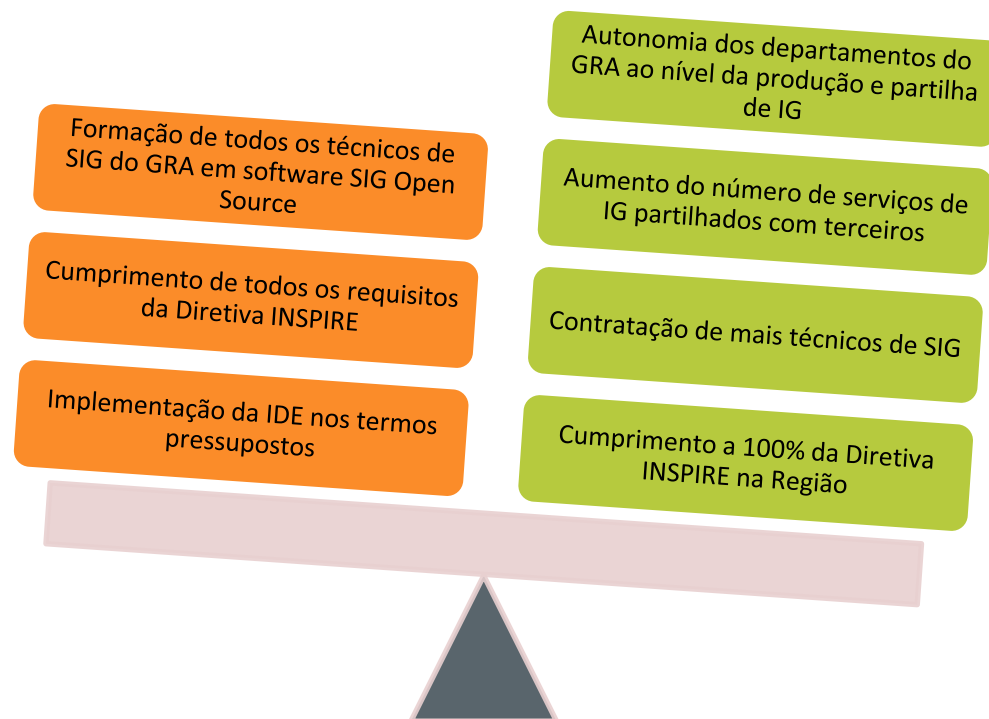 Formação de todos os técnicos de
SIG do GRA em software SIG Open
Source
Cumprimento de todos os requisitos
da Diretiva INSPIRE
Implementação da IDE nos termos
pressupostos
Autonomia dos departamentos do
GRA ao nível da produção e partilha
de IG
Aumento do número de serviços de
IG partilhados com terceiros
Contratação de mais técnicos de SIG
Cumprimento a 100% da Diretiva
INSPIRE na Região